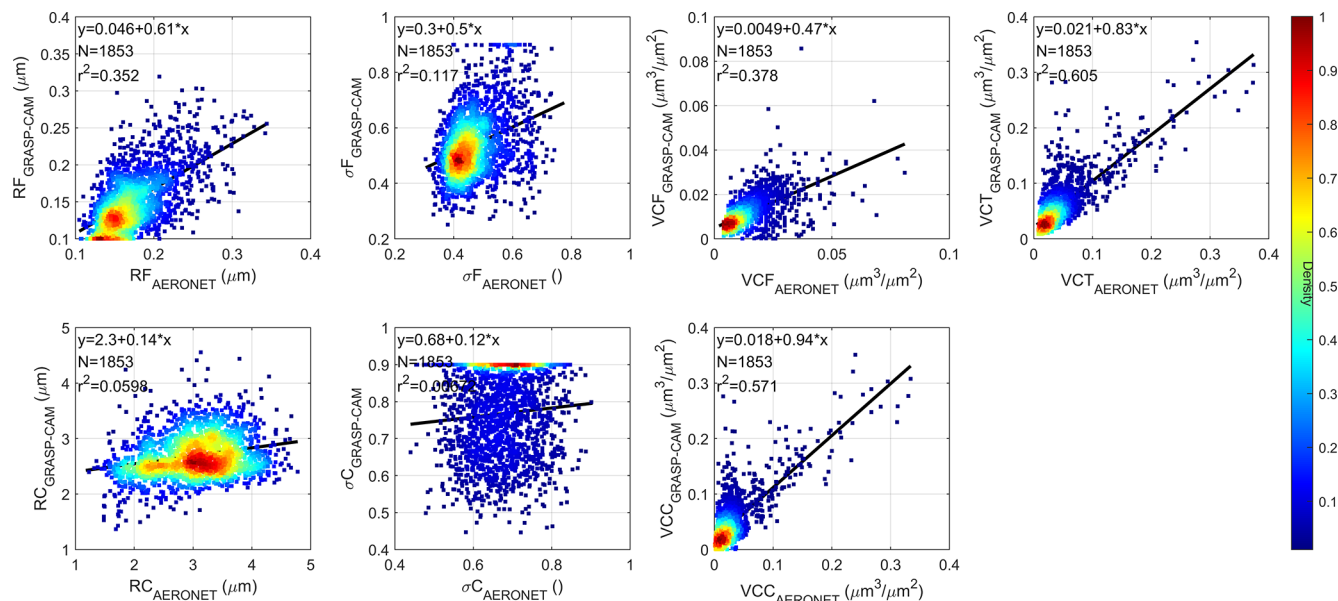 y=0.046+0.61*x
N=1853
r²=0.352
RF_GRASP-CAM (μm)
0.4
0.35
0.3
0.25
0.2
0.15
0.1
0.1 0.2 0.3 0.4
RF_AERONET (μm)
y=0.3+0.5*x
N=1853
r²=0.117
σF_GRASP-CAM
1
0.8
0.6
0.4
0.2
0.2 0.4 0.6 0.8 1
σF_AERONET ()
y=0.0049+0.47*x
N=1853
r²=0.378
VCF_GRASP-CAM (μm³/μm²)
0.1
0.08
0.06
0.04
0.02
0
0 0.05 0.1
VCF_AERONET (μm³/μm²)
y=0.021+0.83*x
N=1853
r²=0.605
VCT_GRASP-CAM (μm³/μm²)
0.4
0.3
0.2
0.1
0
0 0.1 0.2 0.3 0.4
VCT_AERONET (μm³/μm²)
y=2.3+0.14*x
N=1853
r²=0.0598
RC_GRASP-CAM (μm)
5
4
3
2
1
1 2 3 4 5
RC_AERONET (μm)
y=0.68+0.12*x
N=1853
σC_GRASP-CAM
1
0.9
0.8
0.7
0.6
0.5
0.4
0.4 0.6 0.8 1
σC_AERONET ()
y=0.018+0.94*x
N=1853
r²=0.571
VCC_GRASP-CAM (μm³/μm²)
0.4
0.3
0.2
0.1
0
0 0.1 0.2 0.3 0.4
VCC_AERONET (μm³/μm²)
1
0.9
0.8
0.7
0.6
0.5
0.4
0.3
0.2
0.1
Density